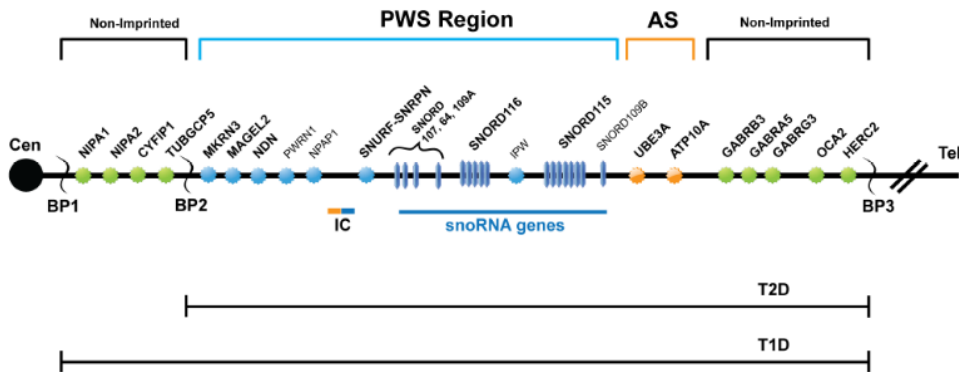 Non-Imprinted
PWS Region
AS
Non-Imprinted
Cen
NIPA1
NIPA2
CYFIP1
TUBGCP5
MKRN3
MAGEL2
NDN
PWRN1
NPAP1
SNURF-SNRPN
SNORD
107, 64, 109A
SNORD116
IPW
SNORD115
SNORD109B
UBE3A
ATP10A
GABRB3
GABRA5
GABRG3
OCA2
HERC2
Tel
BP1
BP2
BP3
IC
snoRNA genes
T2D
T1D